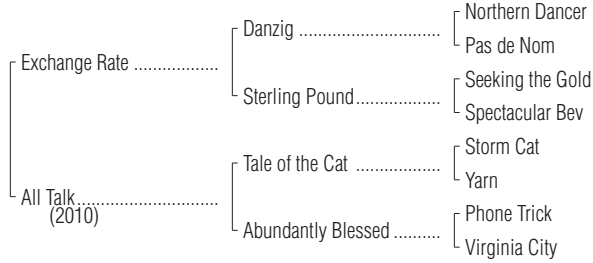 Northern Dancer
Danzig ..............................
Pas de Nom
Exchange Rate ..................
Seeking the Gold
Sterling Pound..................
Spectacular Bev
Storm Cat
Tale of the Cat ..................
Yarn
All Talk..............................
(2010)
Phone Trick
Abundantly Blessed ..........
Virginia City